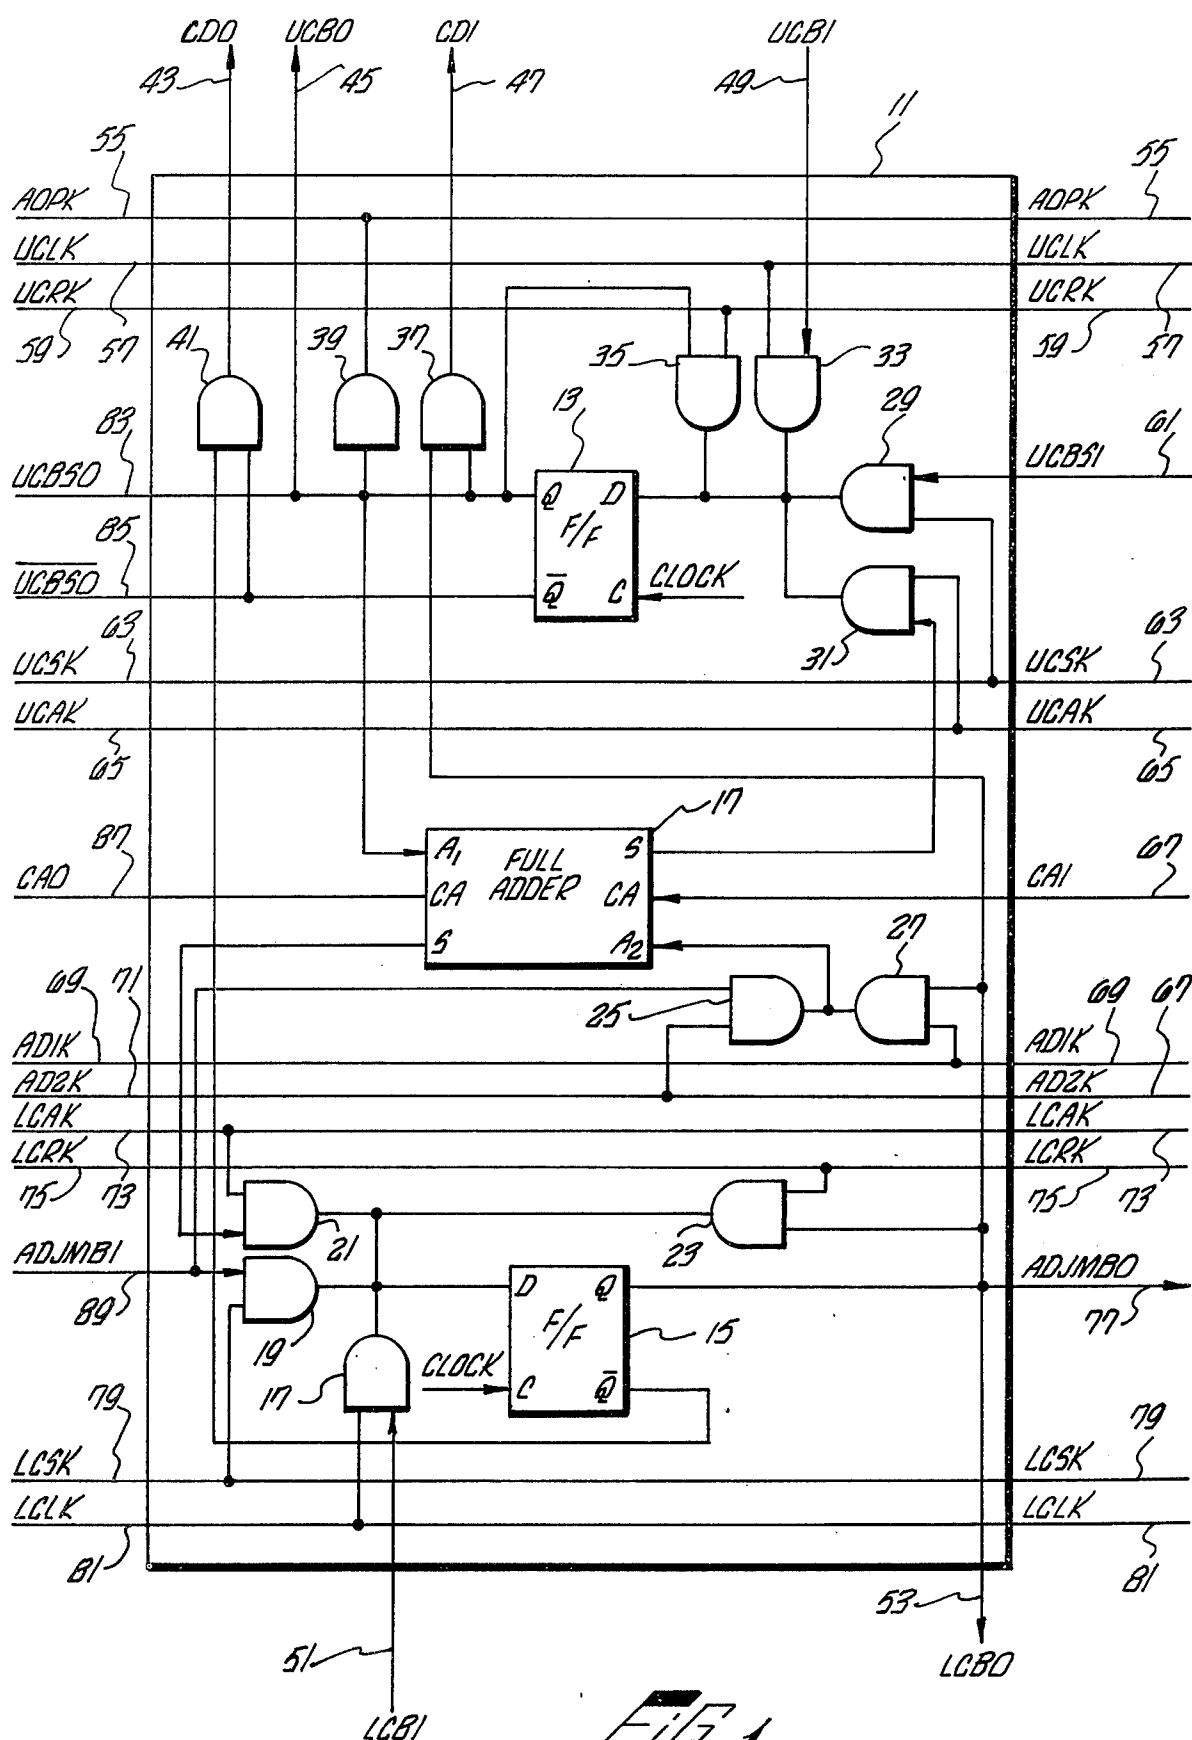 CDO UCBO CDI UCBI
43 45 47 49
11
55 55
ADPK ADPK
UCLK UCLK
UCRK UCRK
59 57 41 39 37 35 33 59 57
83 13 29 61
UCBSO Q D UCBSI
F/F
85
UCBSO Q C CLOCK
63 31 63
UCSK UCSK
UCAK UCAK
65 65
17
87 A1 FULL S 67
CAO CA ADDER CA CAI
S A2
27
69 71 25 69 67
ADIK ADIK
AD2K AD2K
LCAK LCAK
LCRK LCRK
75 73 75 73
21 23
ADJMBI D Q ADJMBO
89 F/F 77
19 15
17 CLOCK C Q
79 79
LCSK LCSK
LCLK LCLK
81 81
53
51 LCBO
LCBI
FIG. 1